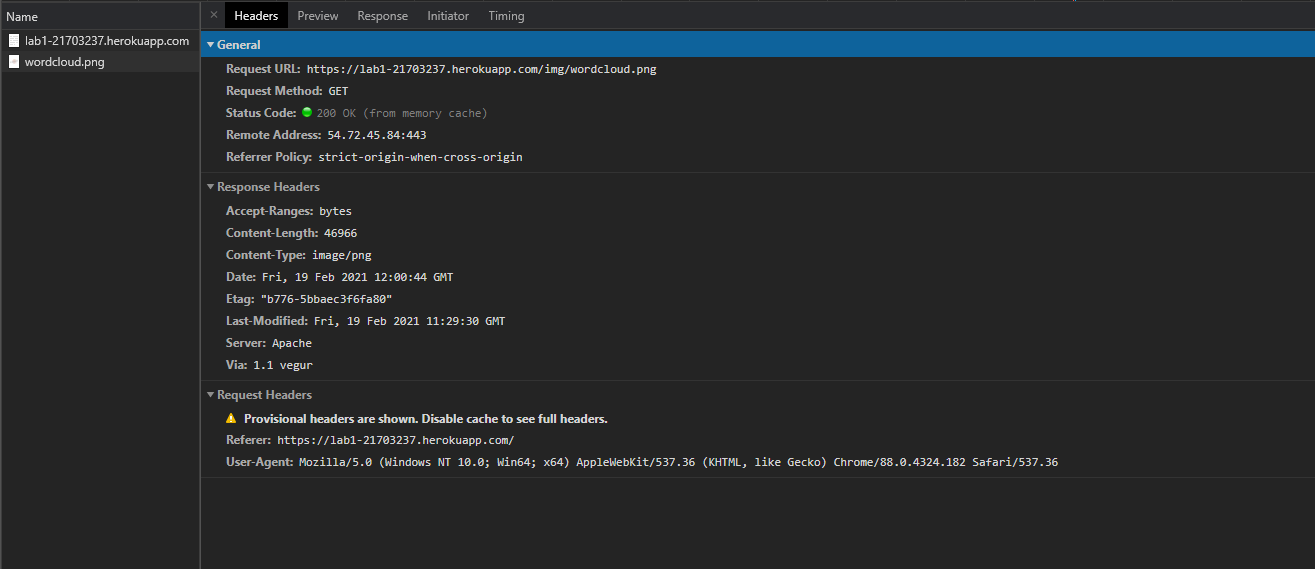 Name
lab1-21703237.herokuapp.com
wordcloud.png
× Headers Preview Response Initiator Timing
General
Request URL: https://lab1-21703237.herokuapp.com/img/wordcloud.png
Request Method: GET
Status Code: 200 OK (from memory cache)
Remote Address: 54.72.45.84:443
Referrer Policy: strict-origin-when-cross-origin
Response Headers
Accept-Ranges: bytes
Content-Length: 46966
Content-Type: image/png
Date: Fri, 19 Feb 2021 12:00:44 GMT
Etag: "b776-5bbaec3f6fa80"
Last-Modified: Fri, 19 Feb 2021 11:29:30 GMT
Server: Apache
Via: 1.1 vegur
Request Headers
Provisional headers are shown. Disable cache to see full headers.
Referer: https://lab1-21703237.herokuapp.com/
User-Agent: Mozilla/5.0 (Windows NT 10.0; Win64; x64) AppleWebKit/537.36 (KHTML, like Gecko) Chrome/88.0.4324.182 Safari/537.36